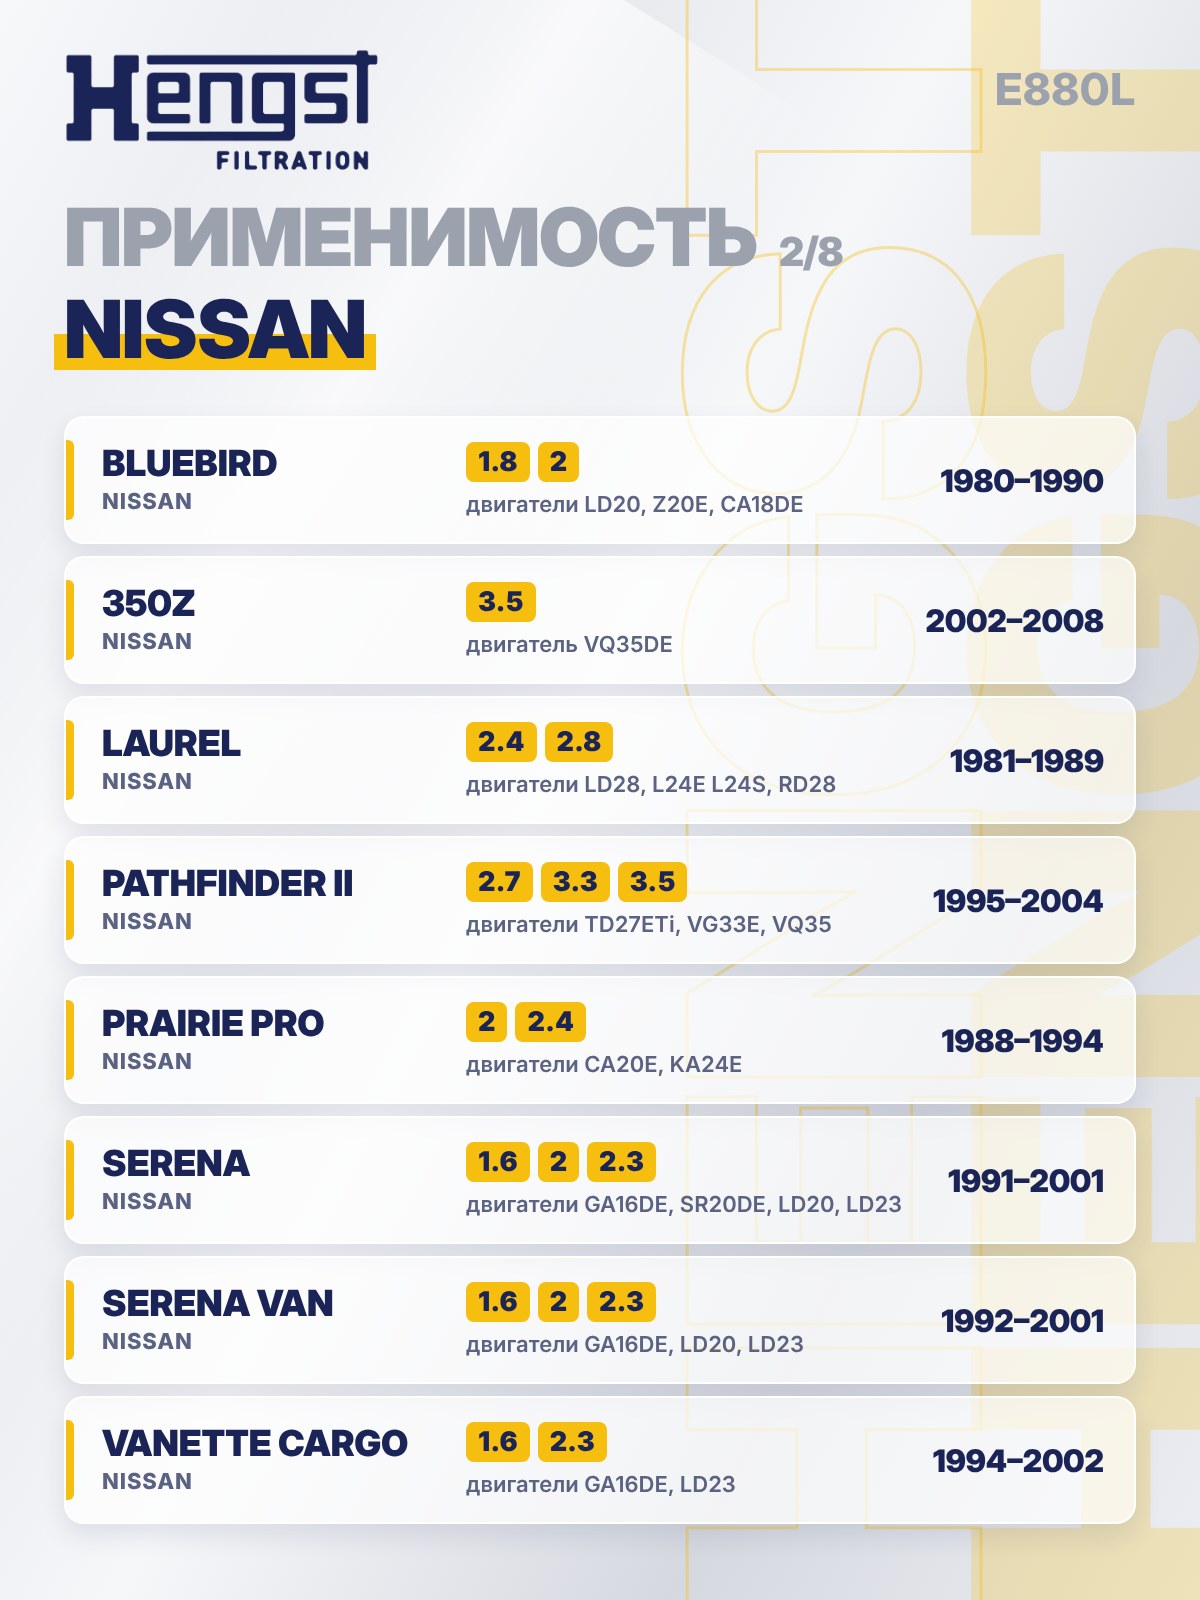 Hengst
FILTRATION
E880L
ПРИМЕНИМОСТЬ 2/8
NISSAN
BLUEBIRD
NISSAN
1.8 2
двигатели LD20, Z20E, CA18DE
1980–1990
350Z
NISSAN
3.5
двигатель VQ35DE
2002–2008
LAUREL
NISSAN
2.4 2.8
двигатели LD28, L24E L24S, RD28
1981–1989
PATHFINDER II
NISSAN
2.7 3.3 3.5
двигатели TD27ETi, VG33E, VQ35
1995–2004
PRAIRIE PRO
NISSAN
2 2.4
двигатели CA20E, KA24E
1988–1994
SERENA
NISSAN
1.6 2 2.3
двигатели GA16DE, SR20DE, LD20, LD23
1991–2001
SERENA VAN
NISSAN
1.6 2 2.3
двигатели GA16DE, LD20, LD23
1992–2001
VANETTE CARGO
NISSAN
1.6 2.3
двигатели GA16DE, LD23
1994–2002
HENGST
HENGST